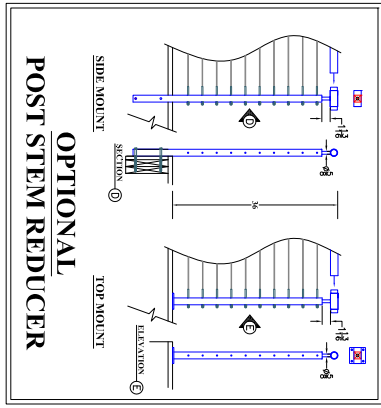 D
SIDE MOUNT
SECTION D
36
E
TOP MOUNT
ELEVATION E
OPTIONAL
POST STEM REDUCER